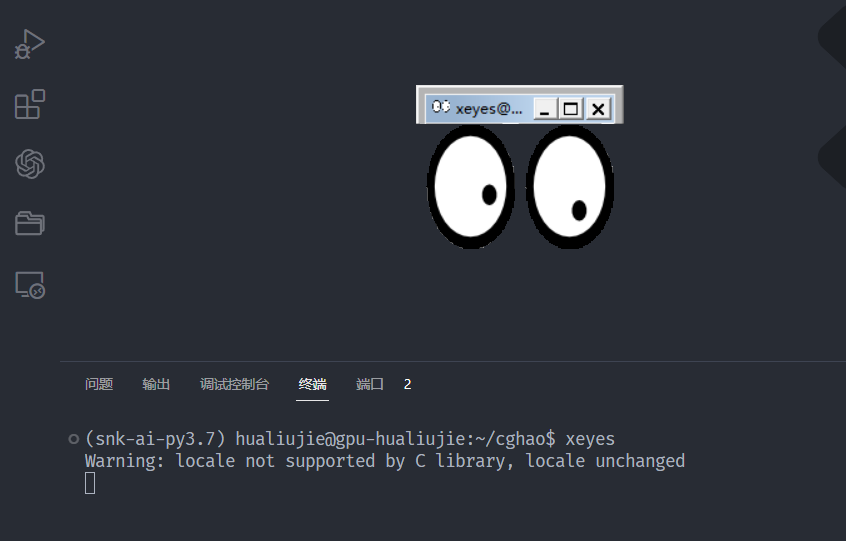 xeyes@...
问题 输出 调试控制台 终端 端口 2
(snk-ai-py3.7) hualiujie@gpu-hualiujie:~/cghao$ xeyes
Warning: locale not supported by C library, locale unchanged